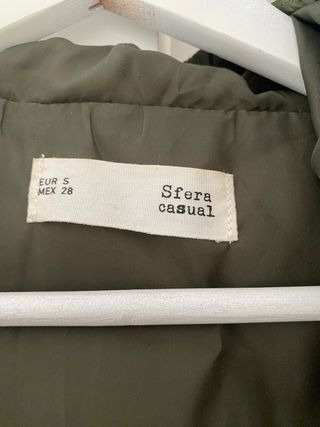 EUR S
MEX 28
Sfera
casual